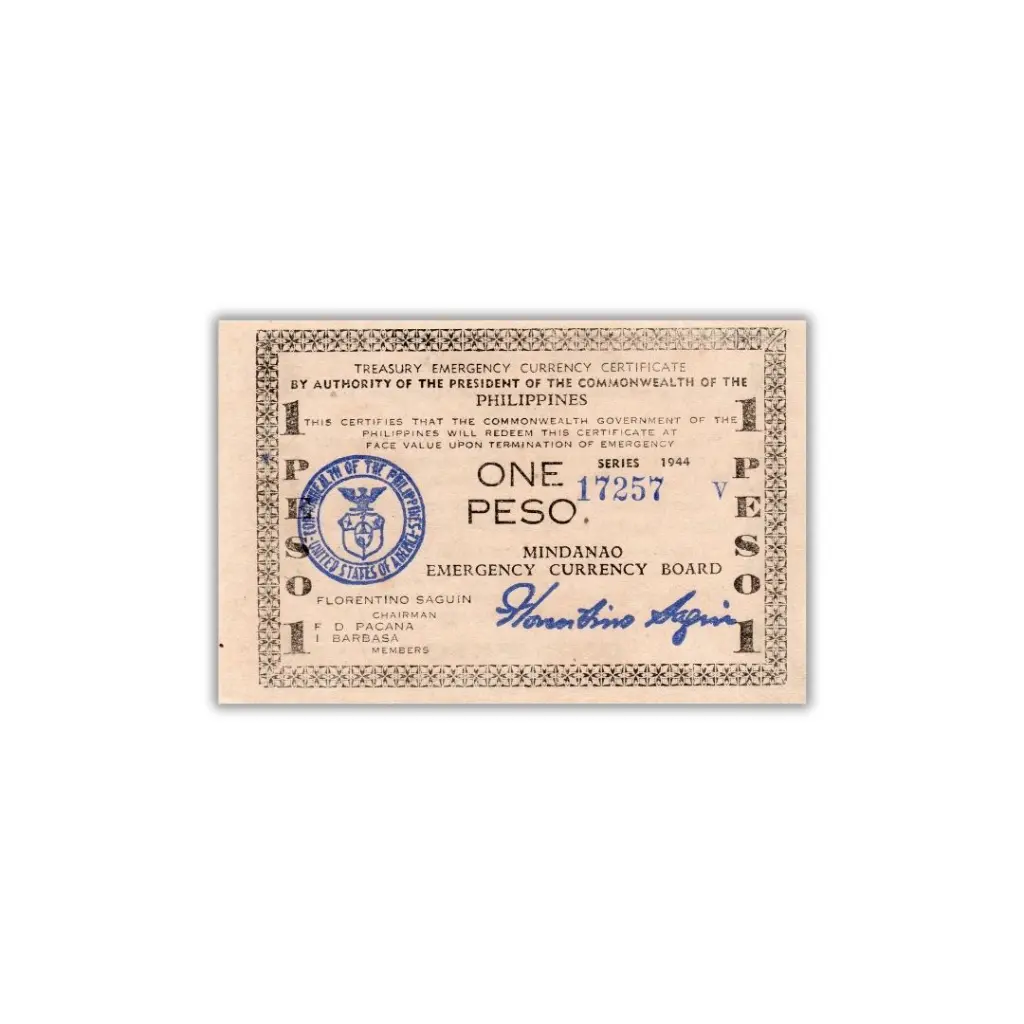 TREASURY EMERGENCY CURRENCY CERTIFICATE
BY AUTHORITY OF THE PRESIDENT OF THE COMMONWEALTH OF THE
PHILIPPINES
THIS CERTIFIES THAT THE COMMONWEALTH GOVERNMENT OF THE
PHILIPPINES WILL REDEEM THIS CERTIFICATE AT
FACE VALUE UPON TERMINATION OF EMERGENCY
1 PESO 1
COMMONWEALTH OF THE PHILIPPINES
UNITED STATES OF AMERICA
ONE
PESO.
SERIES 1944
17257 V
MINDANAO
EMERGENCY CURRENCY BOARD
FLORENTINO SAGUIN
CHAIRMAN
F D PACANA
I BARBASA
MEMBERS
Florentino Saguin
1 PESO 1